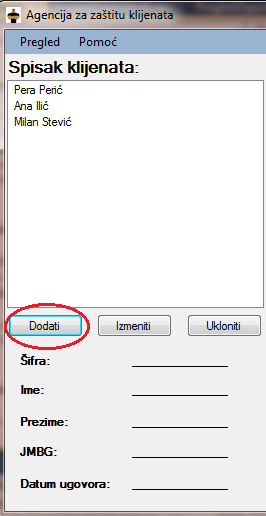 Agencija za zaštitu klijenata
Pregled Pomoć
Spisak klijenata:
Pera Perić
Ana Ilić
Milan Stević
Dodati Izmeniti Ukloniti
Šifra:
Ime:
Prezime:
JMBG:
Datum ugovora: